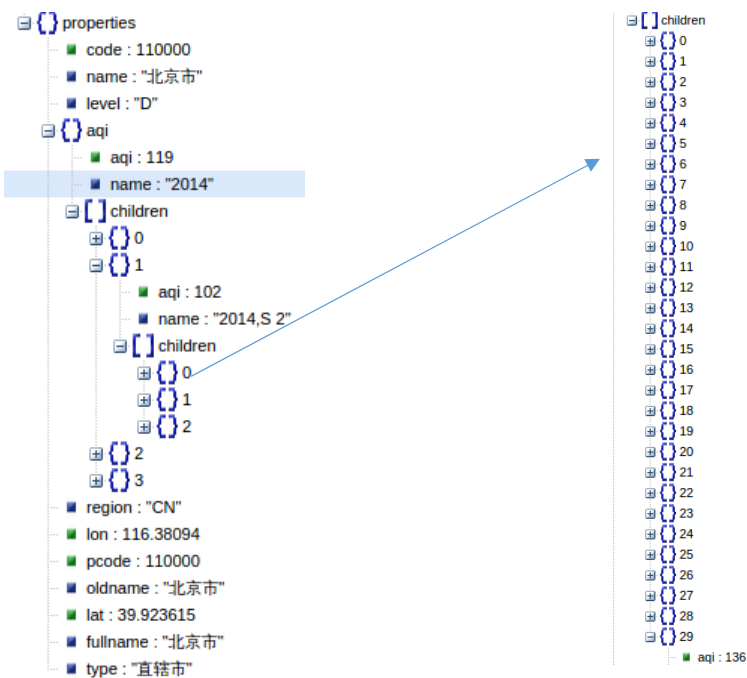 properties
code : 110000
name : "北京市"
level : "D"
aqi
aqi : 119
name : "2014"
children
0
1
aqi : 102
name : "2014,S 2"
children
0
1
2
2
3
region : "CN"
lon : 116.38094
pcode : 110000
oldname : "北京市"
lat : 39.923615
fullname : "北京市"
type : "直辖市"
children
0
1
2
3
4
5
6
7
8
9
10
11
12
13
14
15
16
17
18
19
20
21
22
23
24
25
26
27
28
29
aqi : 136